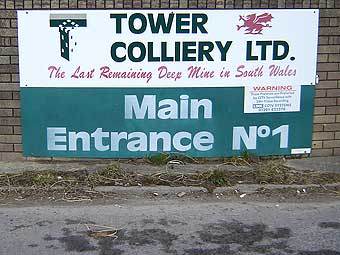 TOWER
COLLIERY LTD.
The Last Remaining Deep Mine in South Wales
WARNING
Main
Entrance Nº1